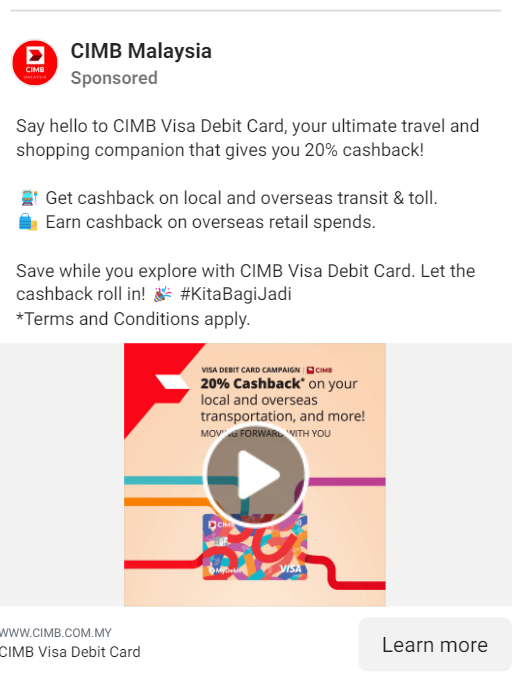 CIMB
MALAYSIA
CIMB Malaysia
Sponsored
Say hello to CIMB Visa Debit Card, your ultimate travel and
shopping companion that gives you 20% cashback!
Get cashback on local and overseas transit & toll.
Earn cashback on overseas retail spends.
Save while you explore with CIMB Visa Debit Card. Let the
cashback roll in! #KitaBagiJadi
*Terms and Conditions apply.
VISA DEBIT CARD CAMPAIGN | CIMB
20% Cashback* on your
local and overseas
transportation, and more!
MOVING FORWARD WITH YOU
CIMB
MyDebit
VISA
WWW.CIMB.COM.MY
CIMB Visa Debit Card
Learn more